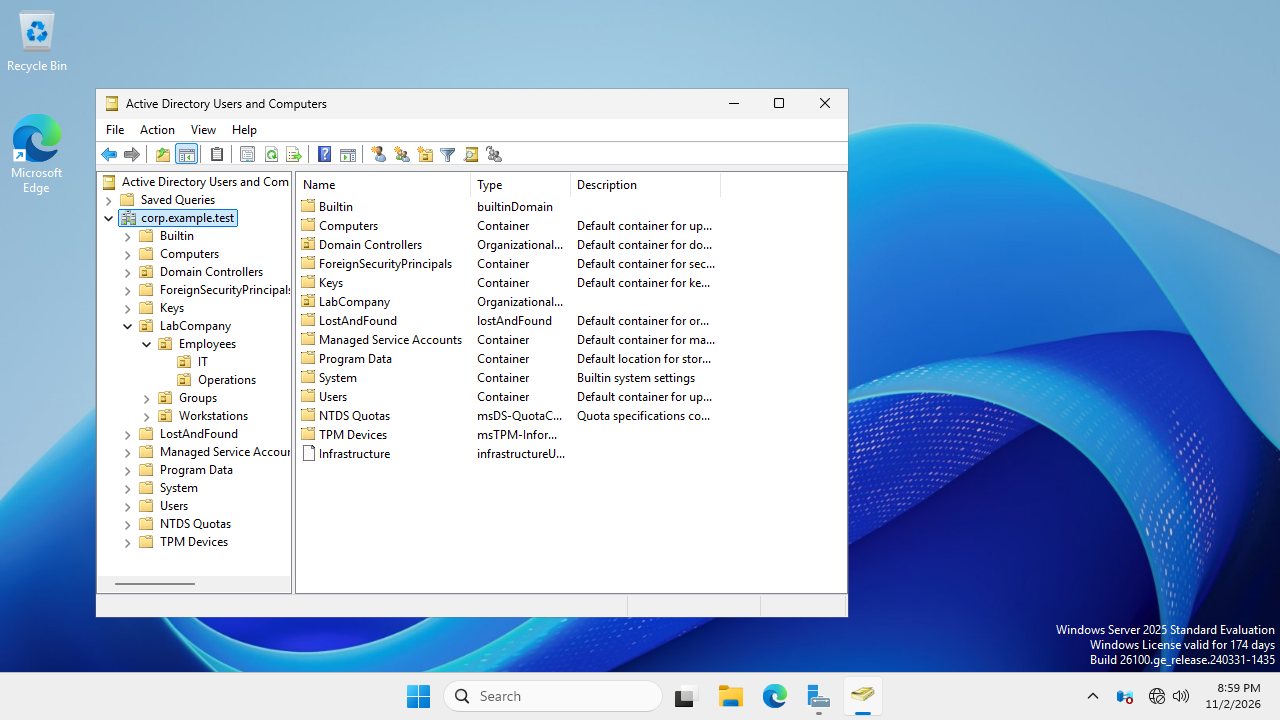 Recycle Bin
Microsoft
Edge
Active Directory Users and Computers
File Action View Help
Active Directory Users and Com
Saved Queries
corp.example.test
Builtin
Computers
Domain Controllers
ForeignSecurityPrincipals
Keys
LabCompany
Employees
IT
Operations
Groups
Workstations
LostAndFound
Managed Service Accoun
Program Data
System
Users
NTDS Quotas
TPM Devices
Name Type Description
Builtin builtinDomain
Computers Container Default container for up...
Domain Controllers Organizational... Default container for do...
ForeignSecurityPrincipals Container Default container for sec...
Keys Container Default container for ke...
LabCompany Organizational...
LostAndFound lostAndFound Default container for or...
Managed Service Accounts Container Default container for ma...
Program Data Container Default location for stor...
System Container Builtin system settings
Users Container Default container for up...
NTDS Quotas msDS-QuotaC... Quota specifications co...
TPM Devices msTPM-Infor...
Infrastructure infrastructureU...
Windows Server 2025 Standard Evaluation
Windows License valid for 174 days
Build 26100.ge_release.240331-1435
Search
8:59 PM
11/2/2026